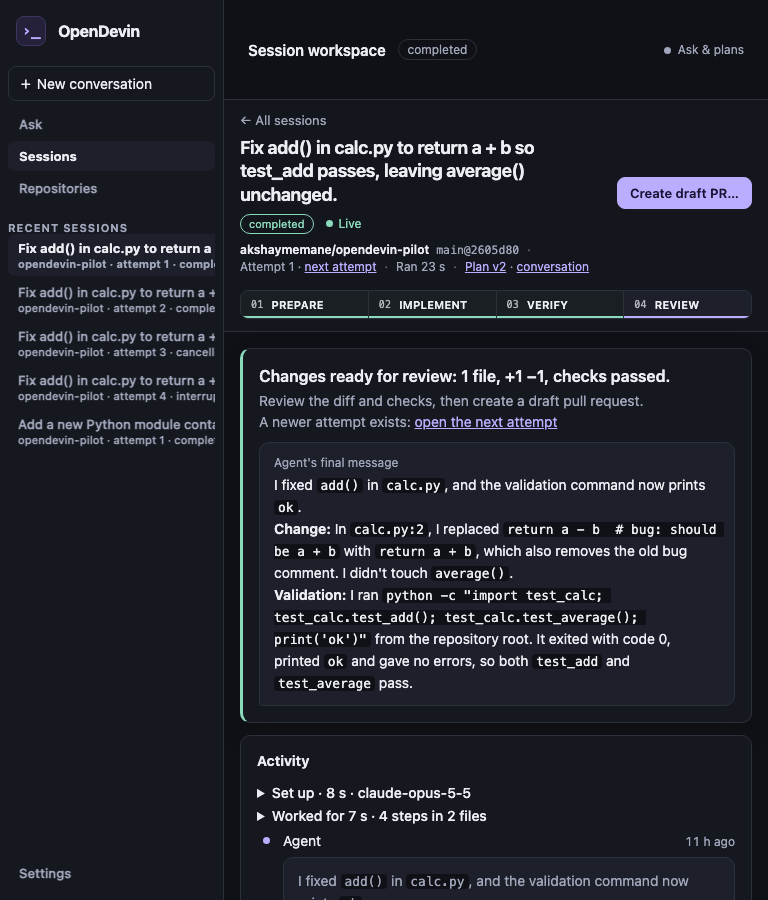 ›_ OpenDevin
+ New conversation
Ask
Sessions
Repositories
RECENT SESSIONS
Fix add() in calc.py to return a
opendevin-pilot · attempt 1 · comple
Fix add() in calc.py to return a +
opendevin-pilot · attempt 2 · comple
Fix add() in calc.py to return a +
opendevin-pilot · attempt 3 · cancell
Fix add() in calc.py to return a +
opendevin-pilot · attempt 4 · interrup
Add a new Python module conta
opendevin-pilot · attempt 1 · comple
Settings
Session workspace completed
Ask & plans
← All sessions
Fix add() in calc.py to return a + b so
test_add passes, leaving average()
unchanged.
Create draft PR…
completed Live
akshaymemane/opendevin-pilot main@2605d80 ·
Attempt 1 · next attempt · Ran 23 s · Plan v2 · conversation
01 PREPARE 02 IMPLEMENT 03 VERIFY 04 REVIEW
Changes ready for review: 1 file, +1 −1, checks passed.
Review the diff and checks, then create a draft pull request.
A newer attempt exists: open the next attempt
Agent's final message
I fixed add() in calc.py, and the validation command now prints
ok.
Change: In calc.py:2, I replaced return a - b  # bug: should
be a + b with return a + b, which also removes the old bug
comment. I didn't touch average().
Validation: I ran python -c "import test_calc;
test_calc.test_add(); test_calc.test_average();
print('ok')" from the repository root. It exited with code 0,
printed ok and gave no errors, so both test_add and
test_average pass.
Activity
▶ Set up · 8 s · claude-opus-5-5
▶ Worked for 7 s · 4 steps in 2 files
Agent 11 h ago
I fixed add() in calc.py, and the validation command now